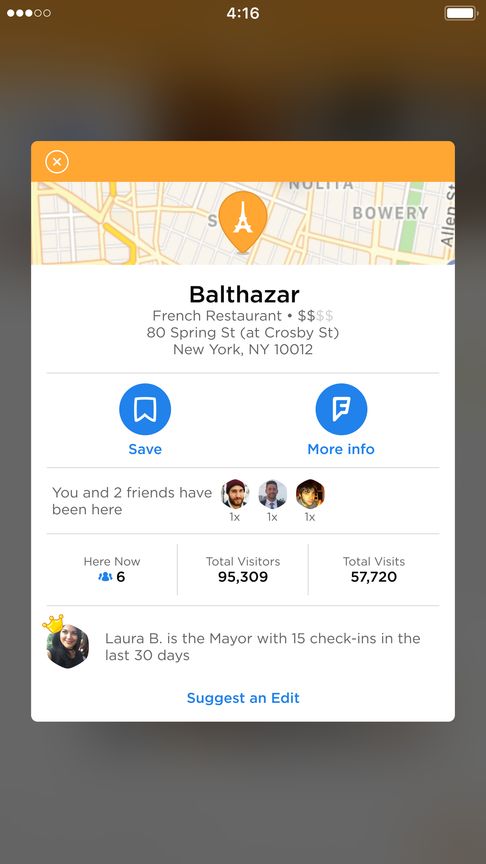 4:16
NOLITA
S
BOWERY
Allen St
Balthazar
French Restaurant • $$$$
80 Spring St (at Crosby St)
New York, NY 10012
Save
More info
You and 2 friends have
been here
1x 1x 1x
Here Now
6
Total Visitors
95,309
Total Visits
57,720
Laura B. is the Mayor with 15 check-ins in the
last 30 days
Suggest an Edit